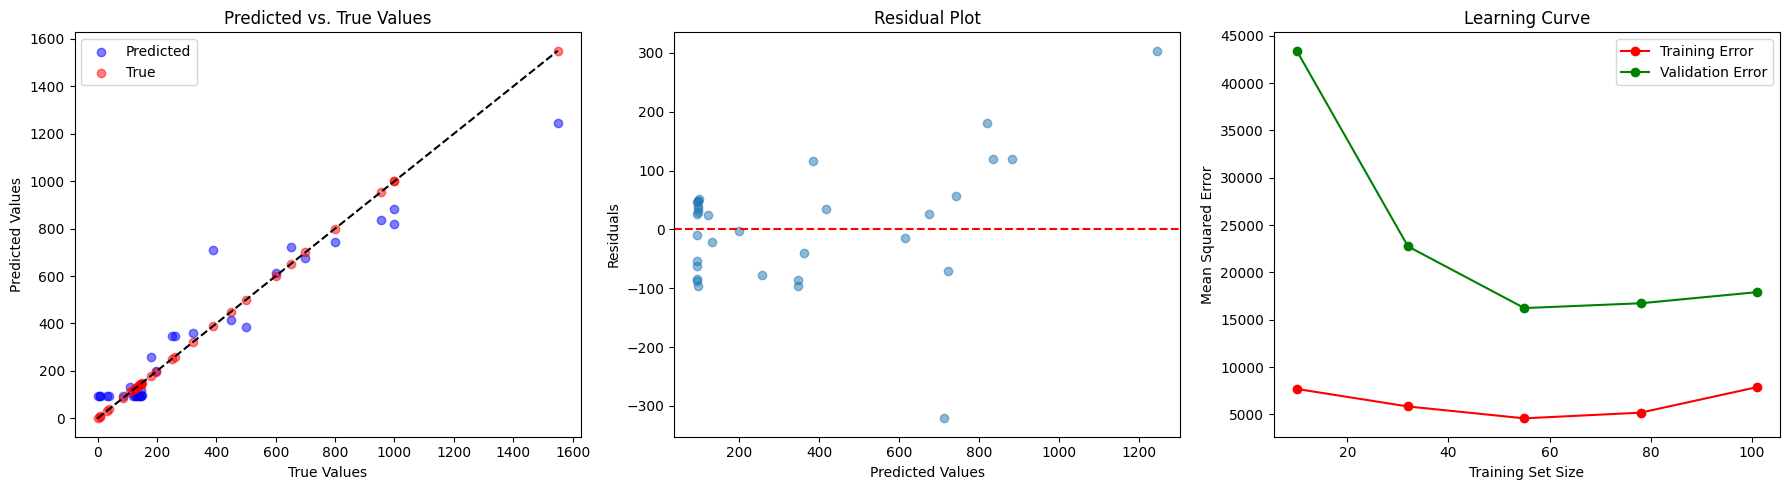 Predicted vs. True Values
Predicted
True
1600
1400
1200
1000
800
600
400
200
0
Predicted Values
0 200 400 600 800 1000 1200 1400 1600
True Values
Residual Plot
300
200
100
0
−100
−200
−300
Residuals
200 400 600 800 1000 1200
Predicted Values
Learning Curve
Training Error
Validation Error
45000
40000
35000
30000
25000
20000
15000
10000
5000
Mean Squared Error
20 40 60 80 100
Training Set Size